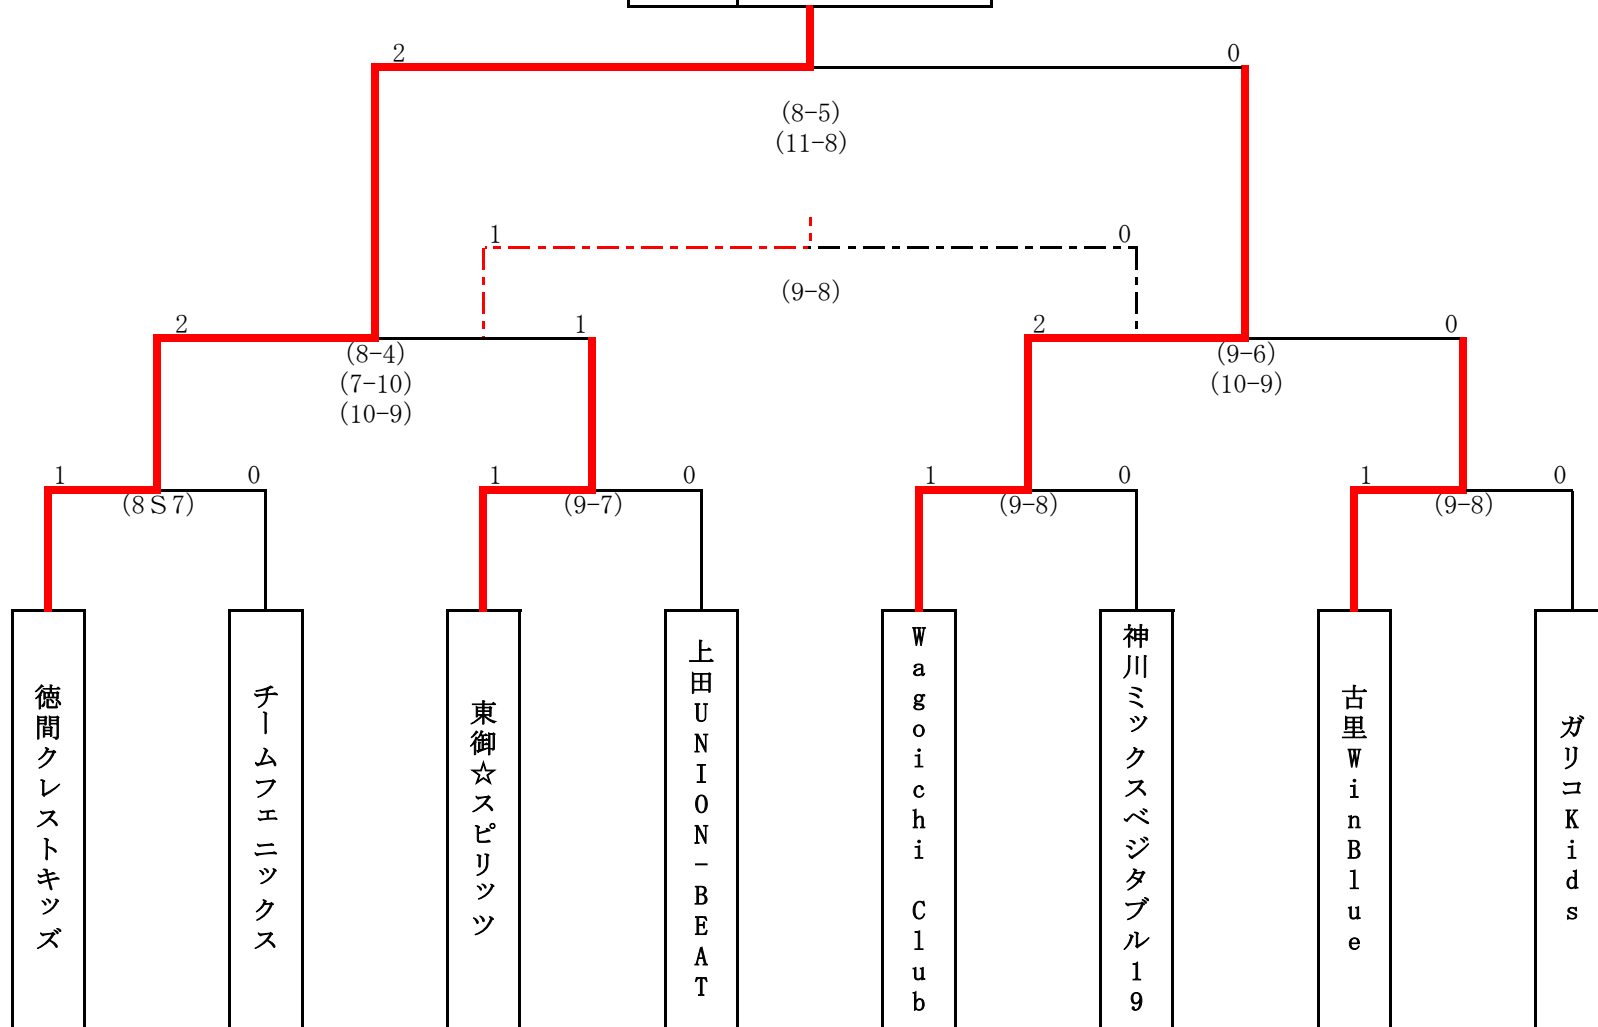 2 0
(8-5)
(11-8)
1 0
(9-8)
2 1 2 0
(8-4) (9-6)
(7-10) (10-9)
(10-9)
1 0 1 0 1 0 1 0
(8S7) (9-7) (9-8) (9-8)
徳間クレストキッズ
チームフェニックス
東御☆スピリッツ
上田UNION-BEAT
Wagoichi Club
神川ミックスベジタブル19
古里WinBlue
ガリコKids